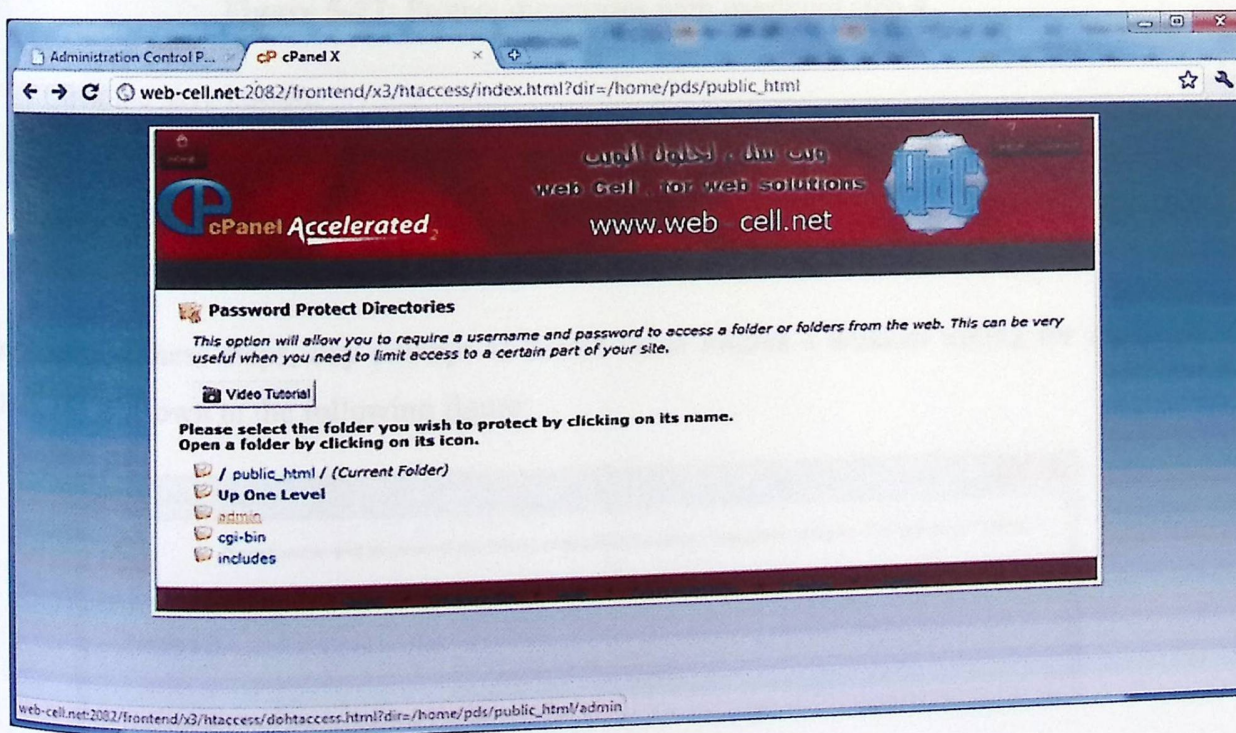 Administration Control P...
cP cPanel X
web-cell.net:2082/frontend/x3/htaccess/index.html?dir=/home/pds/public_html
ويب سل ، لحلول الويب
web Cell , for web solutions
WC
cPanel Accelerated2
www.web cell.net
Password Protect Directories
This option will allow you to require a username and password to access a folder or folders from the web. This can be very
useful when you need to limit access to a certain part of your site.
Video Tutorial
Please select the folder you wish to protect by clicking on its name.
Open a folder by clicking on its icon.
/ public_html / (Current Folder)
Up One Level
admin
cgi-bin
includes
web-cell.net:2082/frontend/x3/htaccess/dohtaccess.html?dir=/home/pds/public_html/admin